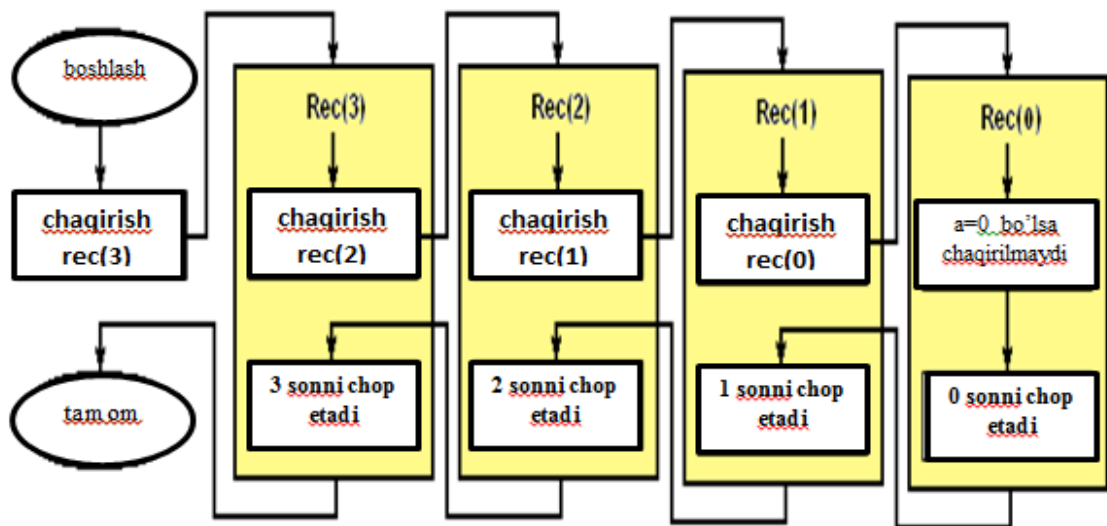 boshlash
chaqirish
rec(3)
Rec(3)
chaqirish
rec(2)
Rec(2)
chaqirish
rec(1)
Rec(1)
chaqirish
rec(0)
Rec(0)
a=0 bo’lsa
chaqirilmaydi
tam om
3 sonni chop
etadi
2 sonni chop
etadi
1 sonni chop
etadi
0 sonni chop
etadi